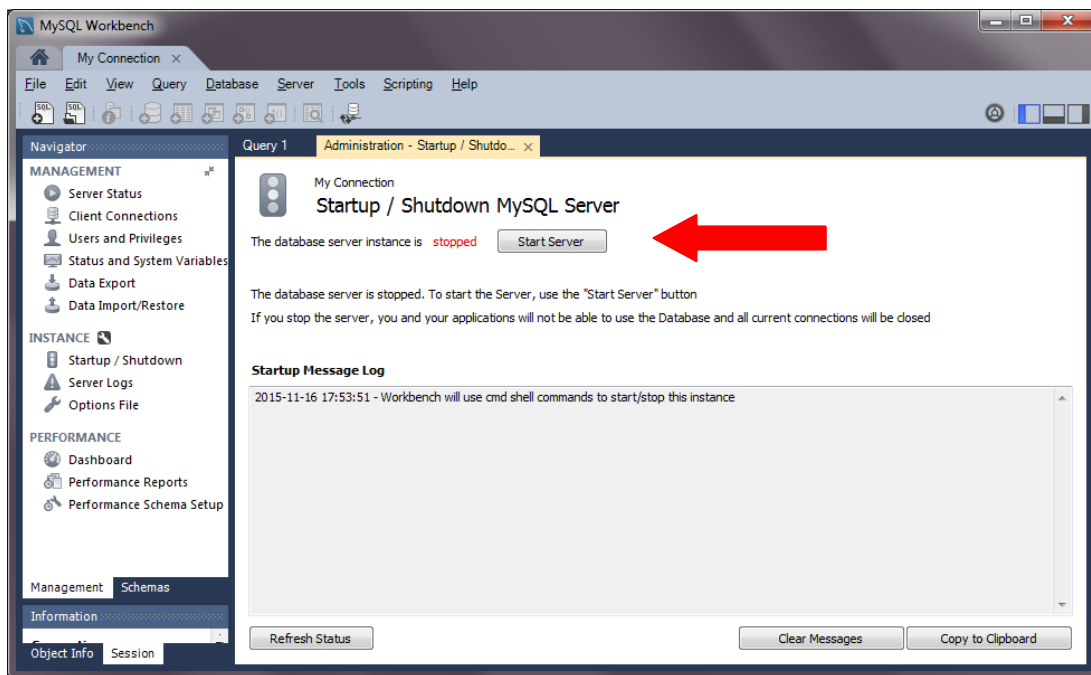 MySQL Workbench
My Connection
File Edit View Query Database Server Tools Scripting Help
SQL SQL
Navigator
MANAGEMENT
Server Status
Client Connections
Users and Privileges
Status and System Variables
Data Export
Data Import/Restore
INSTANCE
Startup / Shutdown
Server Logs
Options File
PERFORMANCE
Dashboard
Performance Reports
Performance Schema Setup
Management Schemas
Information
Object Info Session
Query 1 Administration - Startup / Shutdo...
My Connection
Startup / Shutdown MySQL Server
The database server instance is stopped Start Server
The database server is stopped. To start the Server, use the "Start Server" button
If you stop the server, you and your applications will not be able to use the Database and all current connections will be closed
Startup Message Log
2015-11-16 17:53:51 - Workbench will use cmd shell commands to start/stop this instance
Refresh Status Clear Messages Copy to Clipboard